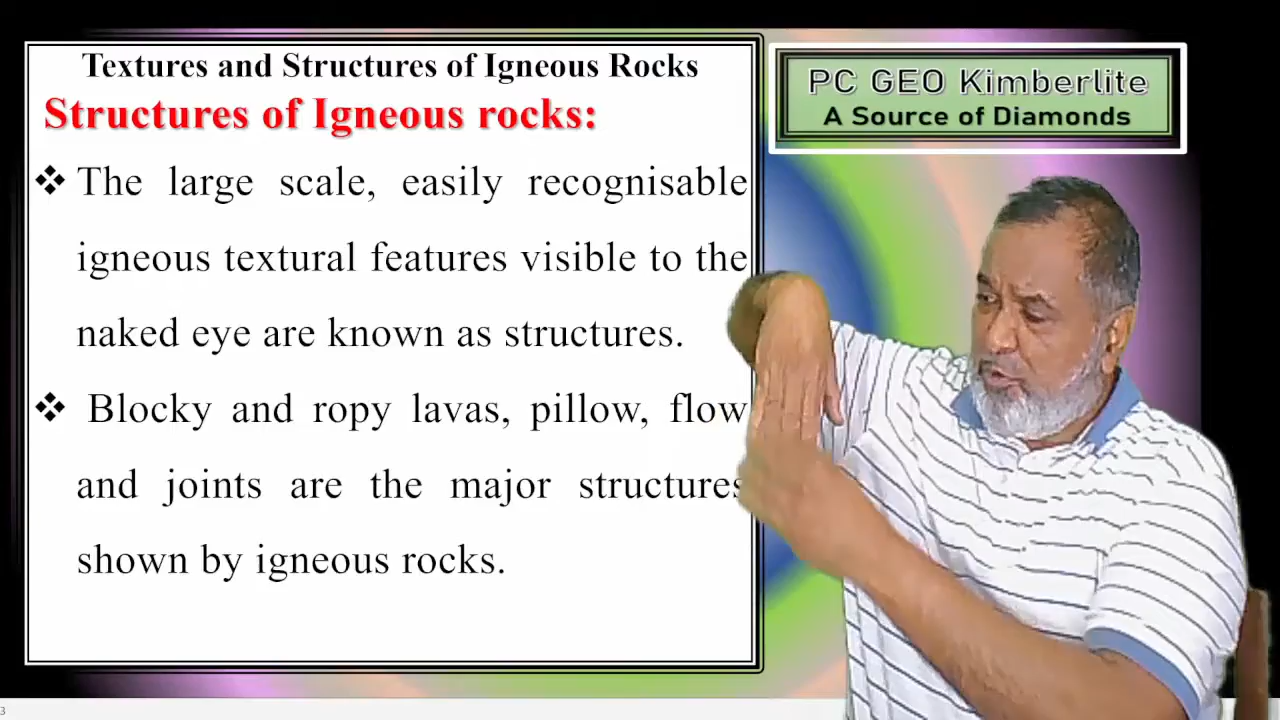 Textures and Structures of Igneous Rocks
Structures of Igneous rocks:
❖ The large scale, easily recognisable
igneous textural features visible to the
naked eye are known as structures.
❖ Blocky and ropy lavas, pillow, flow
and joints are the major structures
shown by igneous rocks.
PC GEO Kimberlite
A Source of Diamonds
3